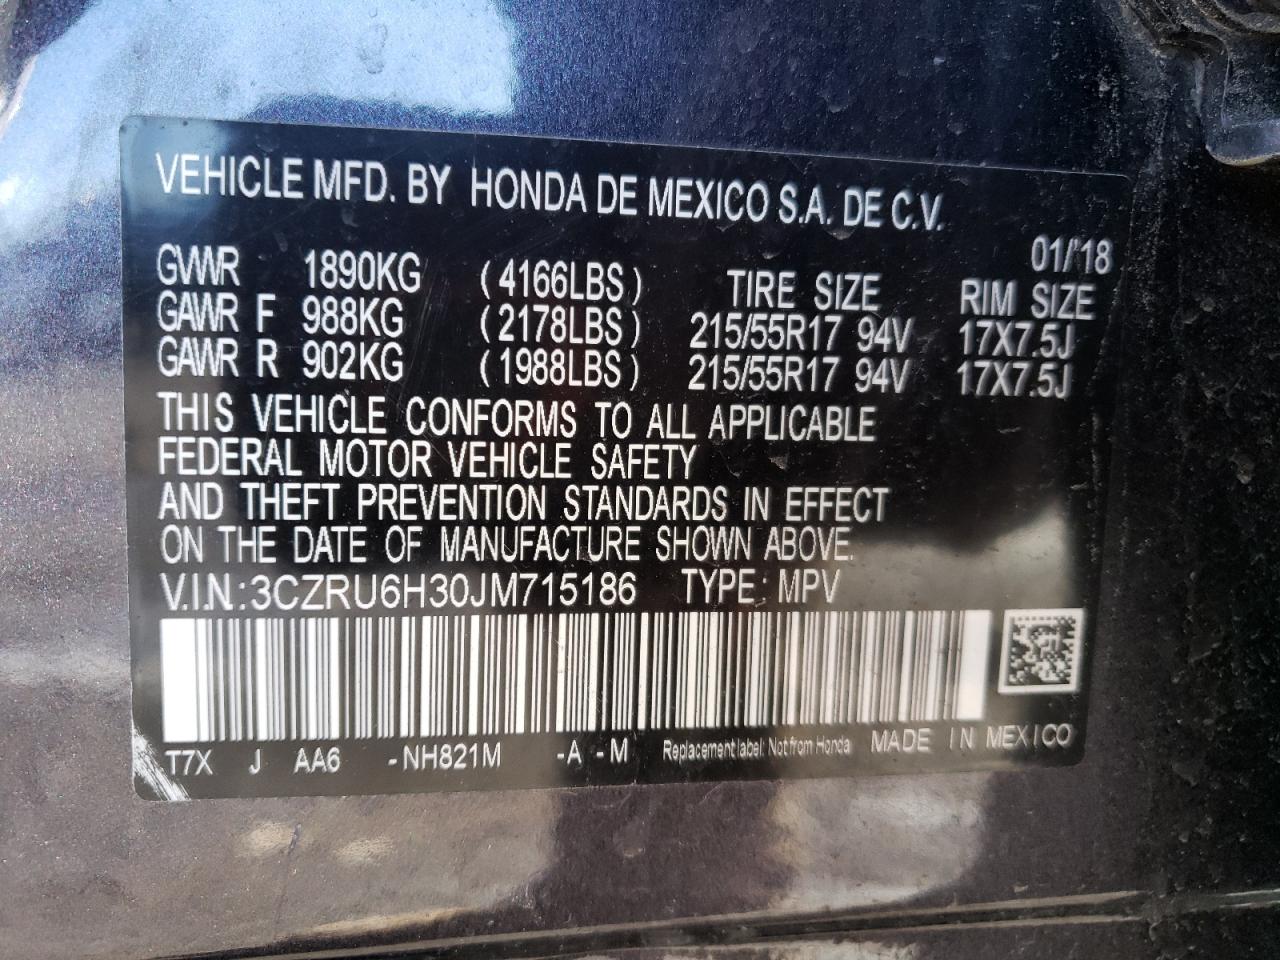 VEHICLE MFD. BY HONDA DE MEXICO S.A. DE C.V.
01/'18
GVWR 1890KG (4166LBS) TIRE SIZE RIM SIZE
GAWR F 988KG (2178LBS) 215/55R17 94V 17X7.5J
GAWR R 902KG (1988LBS) 215/55R17 94V 17X7.5J
THIS VEHICLE CONFORMS TO ALL APPLICABLE
FEDERAL MOTOR VEHICLE SAFETY
AND THEFT PREVENTION STANDARDS IN EFFECT
ON THE DATE OF MANUFACTURE SHOWN ABOVE.
V.I.N.:3CZRU6H30JM715186 TYPE: MPV
T7X J AA6 -NH821M -A -M Replacement label: Not from Honda MADE IN MEXICO